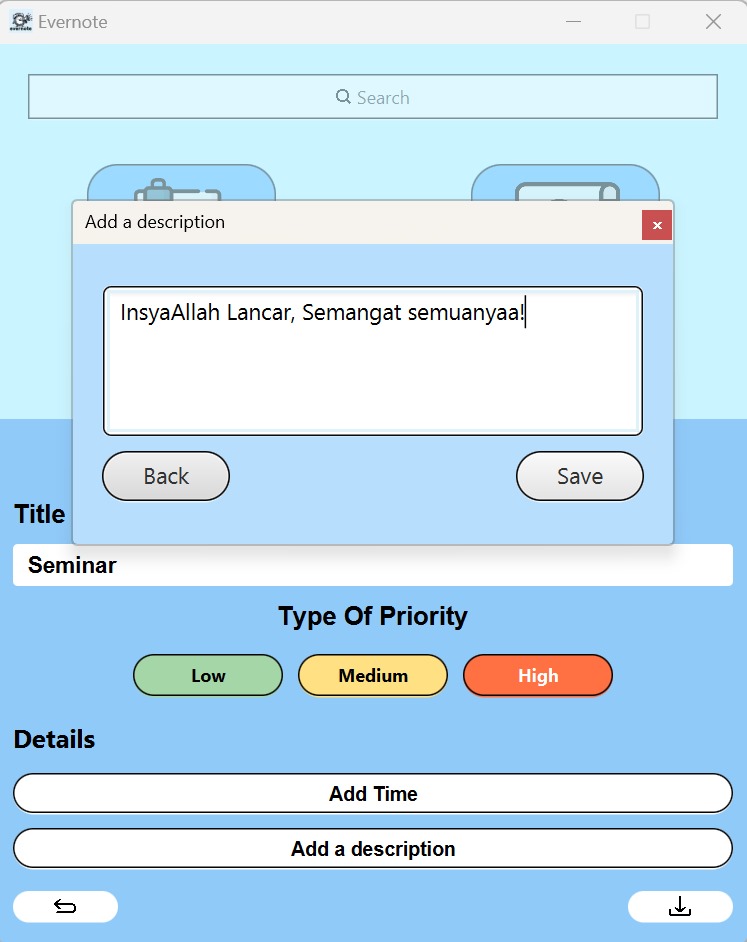 Evernote
Search
Add a description
x
InsyaAllah Lancar, Semangat semuanyaa!
Back
Save
Title
Seminar
Type Of Priority
Low
Medium
High
Details
Add Time
Add a description